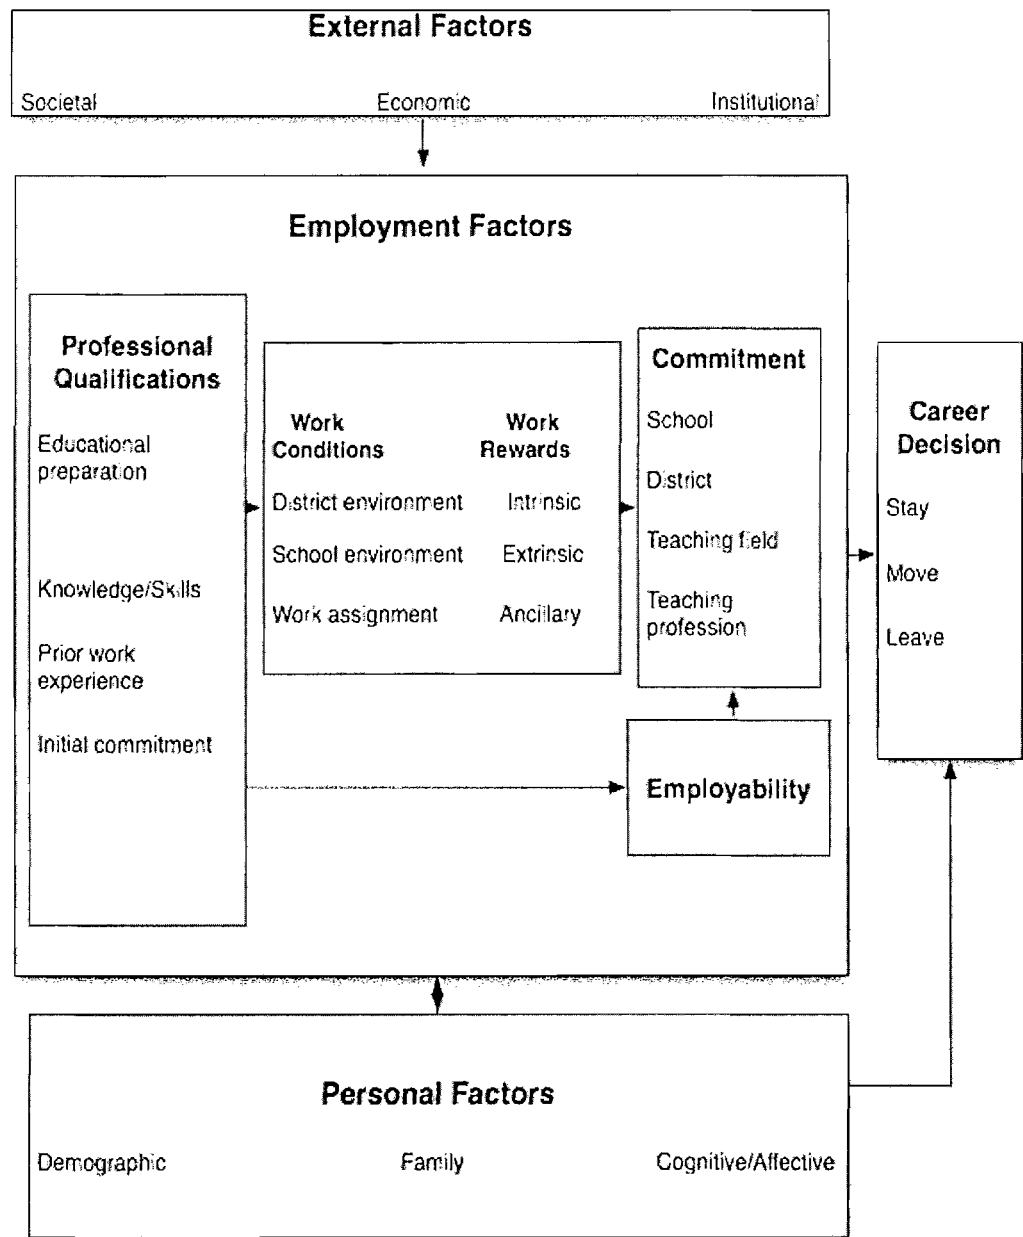 External Factors
Societal Economic Institutional
Employment Factors
Professional
Qualifications
Educational
preparation
Knowledge/Skills
Prior work
experience
Initial commitment
Work
Conditions
District environment
School environment
Work assignment
Work
Rewards
Intrinsic
Extrinsic
Ancillary
Commitment
School
District
Teaching field
Teaching
profession
Employability
Career
Decision
Stay
Move
Leave
Personal Factors
Demographic Family Cognitive/Affective